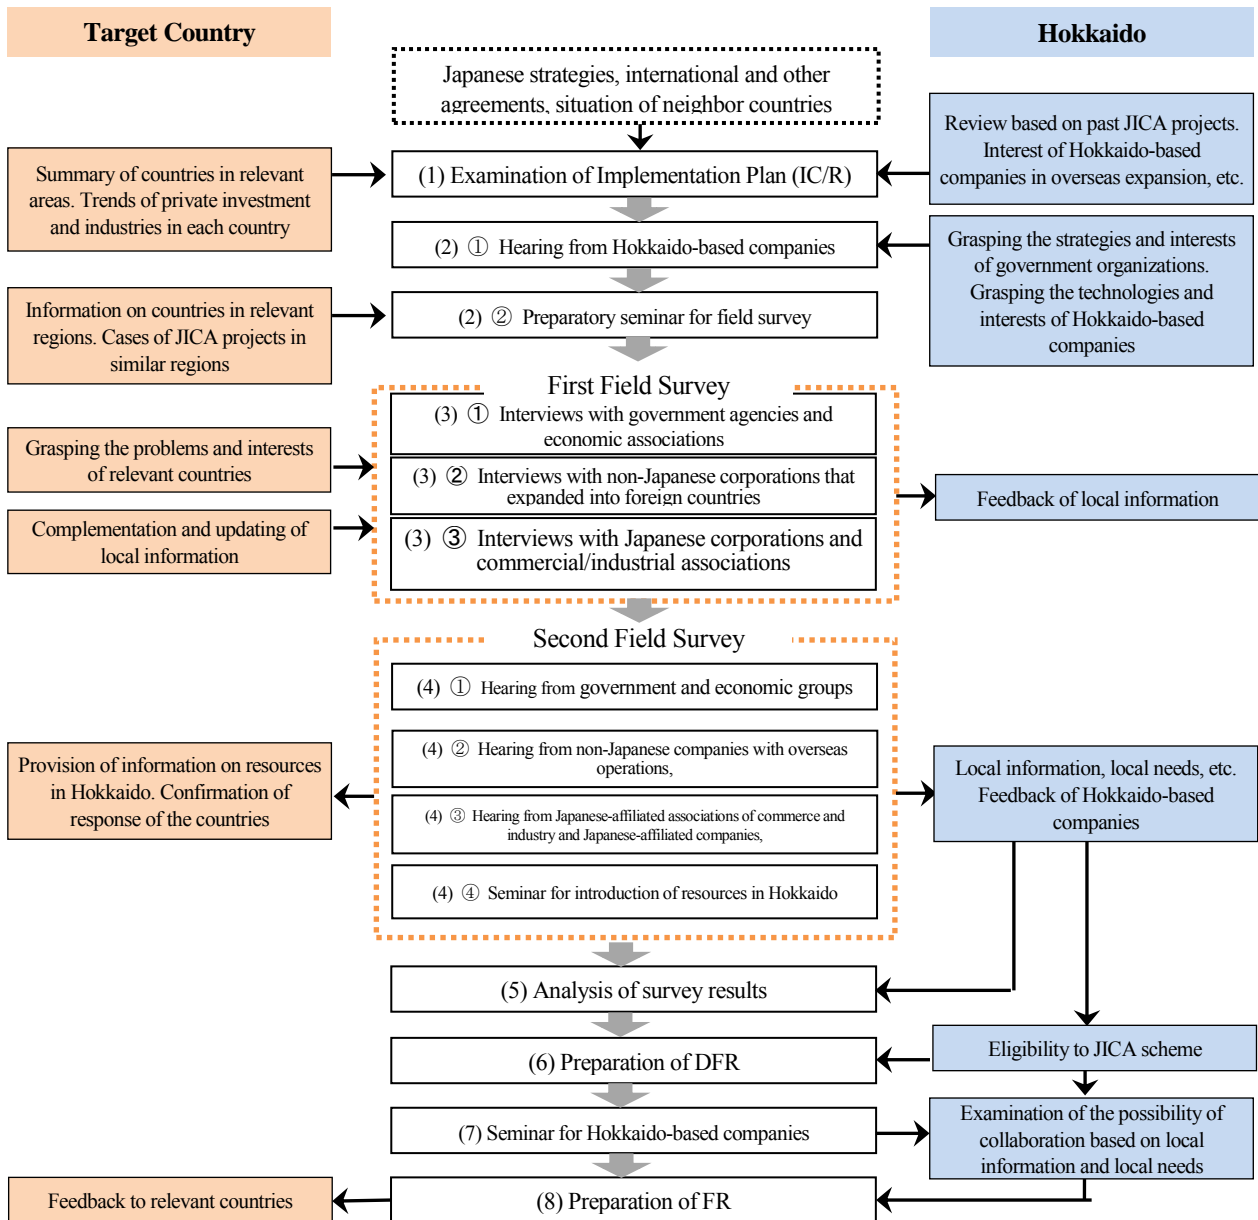 Target Country
Hokkaido
Japanese strategies, international and other
agreements, situation of neighbor countries
Review based on past JICA projects.
Interest of Hokkaido-based
companies in overseas expansion, etc.
Summary of countries in relevant
areas. Trends of private investment
and industries in each country
(1) Examination of Implementation Plan (IC/R)
(2) ① Hearing from Hokkaido-based companies
Grasping the strategies and interests
of government organizations.
Grasping the technologies and
interests of Hokkaido-based
companies
Information on countries in relevant
regions. Cases of JICA projects in
similar regions
(2) ② Preparatory seminar for field survey
First Field Survey
(3) ① Interviews with government agencies and
economic associations
Grasping the problems and interests
of relevant countries
(3) ② Interviews with non-Japanese corporations that
expanded into foreign countries
Feedback of local information
Complementation and updating of
local information
(3) ③ Interviews with Japanese corporations and
commercial/industrial associations
Second Field Survey
(4) ① Hearing from government and economic groups
(4) ② Hearing from non-Japanese companies with overseas
operations,
Provision of information on resources
in Hokkaido. Confirmation of
response of the countries
Local information, local needs, etc.
Feedback of Hokkaido-based
companies
(4) ③ Hearing from Japanese-affiliated associations of commerce and
industry and Japanese-affiliated companies,
(4) ④ Seminar for introduction of resources in Hokkaido
(5) Analysis of survey results
(6) Preparation of DFR
Eligibility to JICA scheme
(7) Seminar for Hokkaido-based companies
Examination of the possibility of
collaboration based on local
information and local needs
Feedback to relevant countries
(8) Preparation of FR